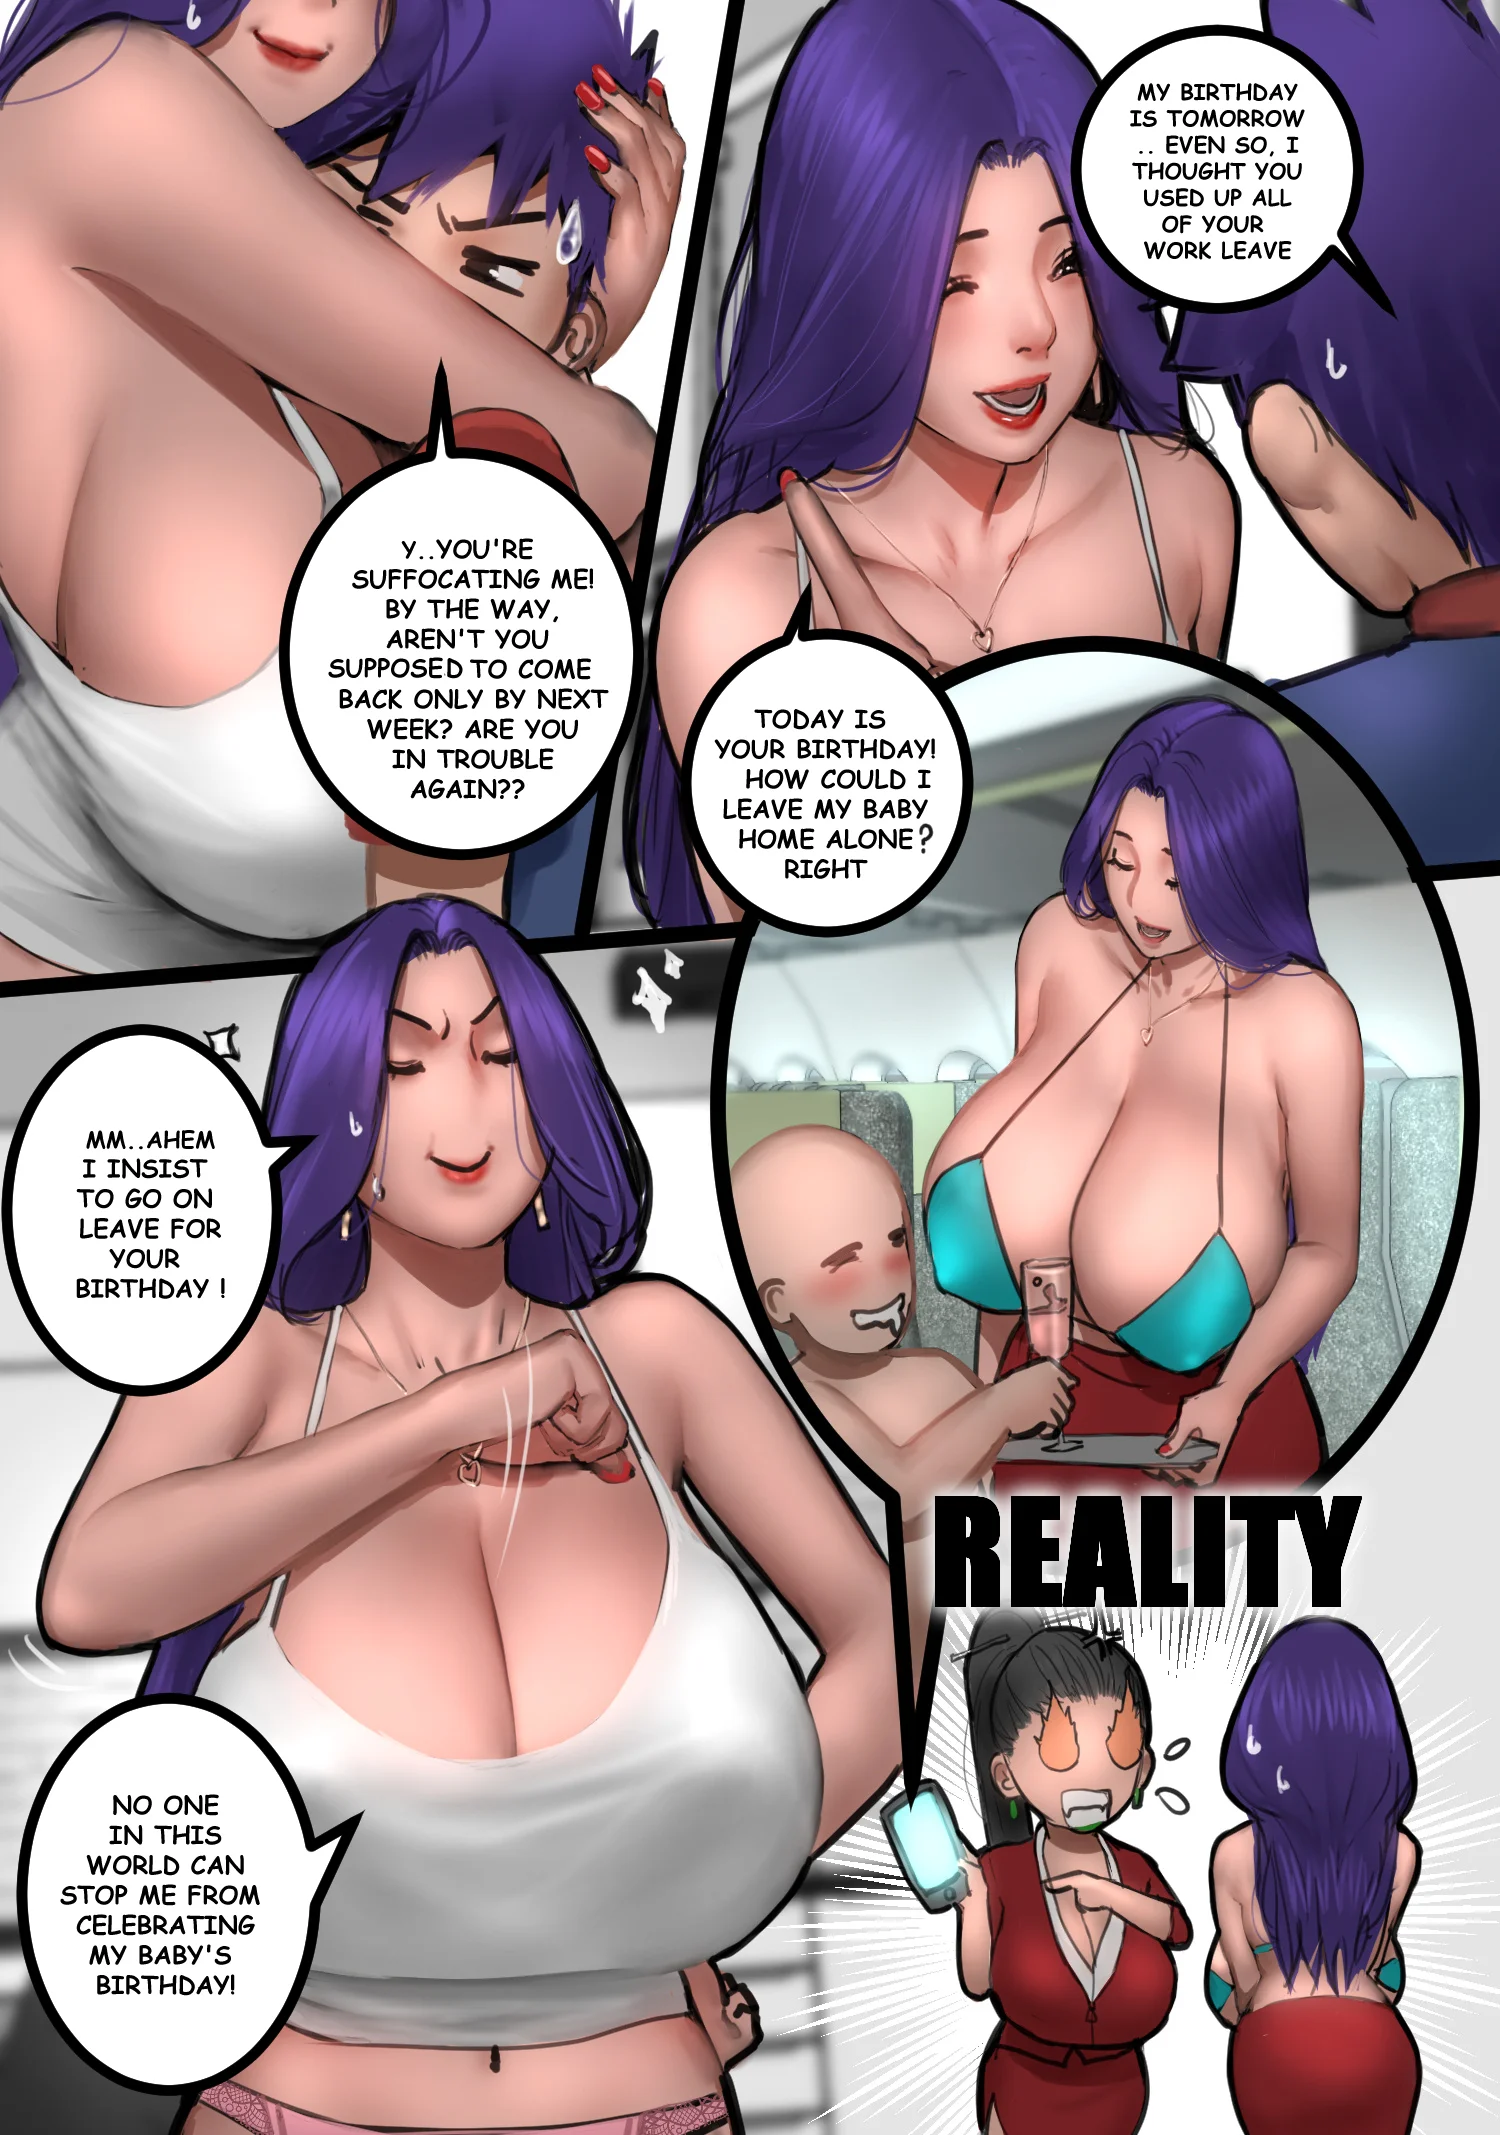 MY BIRTHDAY
IS TOMORROW
.. EVEN SO, I
THOUGHT YOU
USED UP ALL
OF YOUR
WORK LEAVE
Y..YOU'RE
SUFFOCATING ME!
BY THE WAY,
AREN'T YOU
SUPPOSED TO COME
BACK ONLY BY NEXT
WEEK? ARE YOU
IN TROUBLE
AGAIN??
TODAY IS
YOUR BIRTHDAY!
HOW COULD I
LEAVE MY BABY
HOME ALONE?
RIGHT
MM..AHEM
I INSIST
TO GO ON
LEAVE FOR
YOUR
BIRTHDAY !
REALITY
NO ONE
IN THIS
WORLD CAN
STOP ME FROM
CELEBRATING
MY BABY'S
BIRTHDAY!